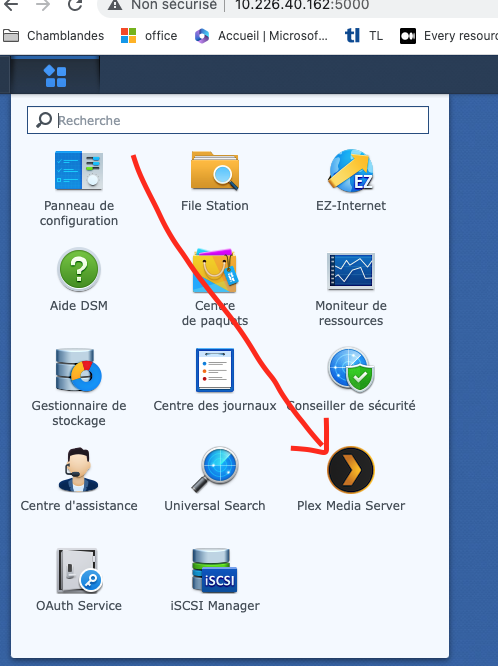 Non sécurisé | 10.226.40.162:5000
Chamblandes office Accueil | Microsof... TL Every resourc
Recherche
Panneau de configuration
File Station
EZ
EZ-Internet
Aide DSM
Centre de paquets
Moniteur de ressources
Gestionnaire de stockage
Centre des journaux
Conseiller de sécurité
Centre d'assistance
Universal Search
Plex Media Server
OAuth Service
iSCSI
iSCSI Manager